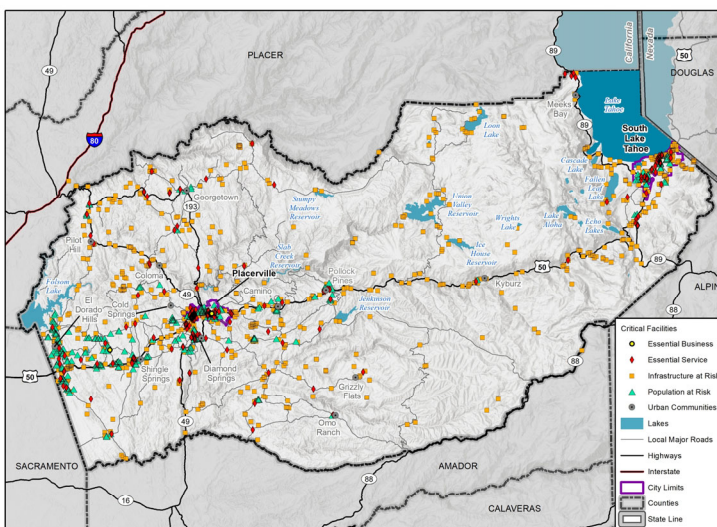 PLACER
DOUGLAS
California
Nevada
50
89
49
80
Meeks
Bay
Lake
Tahoe
South
Lake
Tahoe
89
Loon
Lake
Cascade
Lake
Fallen
Leaf
Lake
Georgetown
193
Stumpy
Meadows
Reservoir
Union
Valley
Reservoir
Wrights
Lake
Lake
Aloha
Echo
Lakes
Pilot
Hill
Slab
Creek
Reservoir
Ice
House
Reservoir
Placerville
Pollock
Pines
50
89
Coloma
49
Camino
Kyburz
Folsom
Lake
El
Dorado
Hills
Cold
Springs
Jenkinson
Reservoir
ALPIN
88
50
Shingle
Springs
Diamond
Springs
Grizzly
Flats
Omo
Ranch
49
SACRAMENTO
16
88
AMADOR
CALAVERAS
Critical Facilities
Essential Business
Essential Service
Infrastructure at Risk
Population at Risk
Urban Communities
Lakes
Local Major Roads
Highways
Interstate
City Limits
Counties
State Line